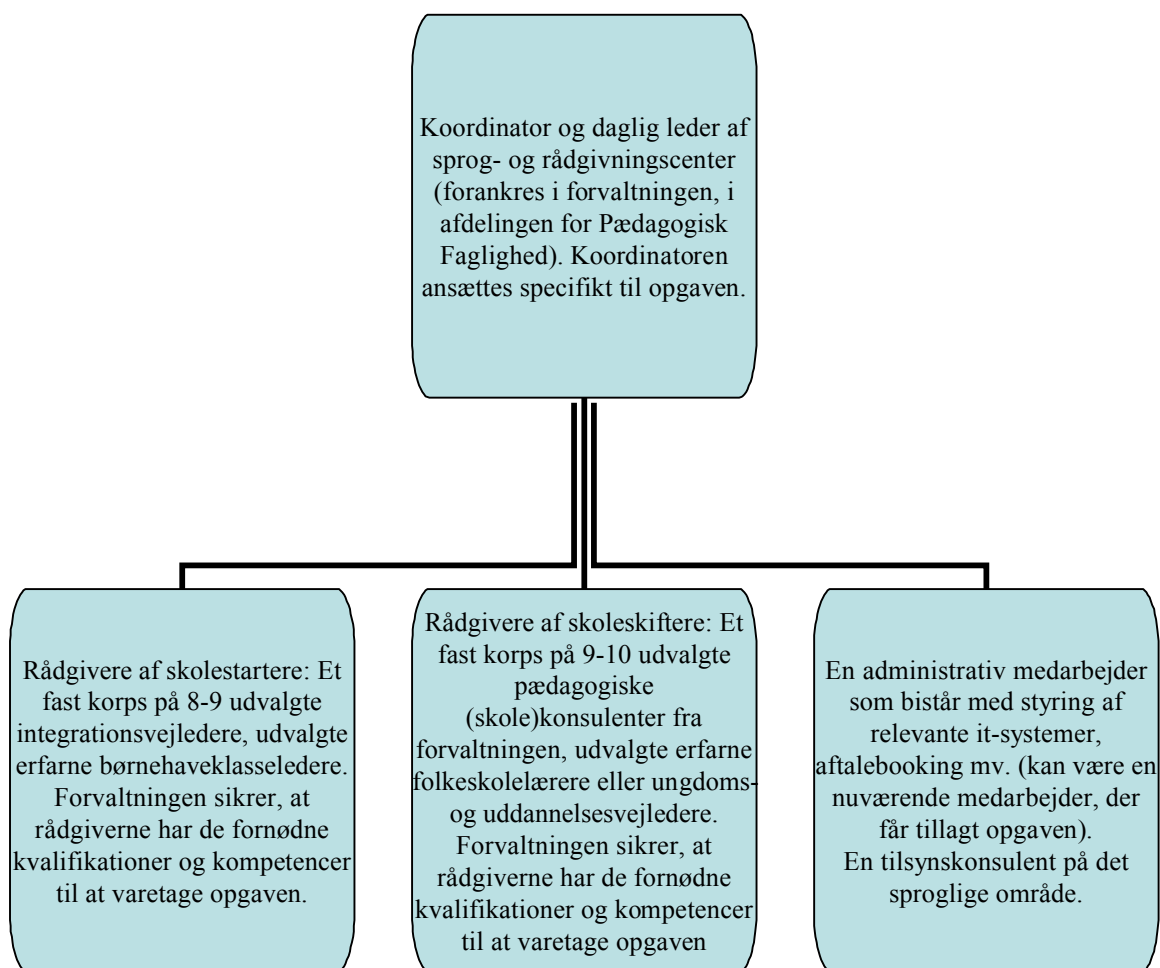 Koordinator og daglig leder af
sprog- og rådgivningscenter
(forankres i forvaltningen, i
afdelingen for Pædagogisk
Faglighed). Koordinatoren
ansættes specifikt til opgaven.
Rådgivere af skolestartere: Et
fast korps på 8-9 udvalgte
integrationsvejledere, udvalgte
erfarne børnehaveklasseledere.
Forvaltningen sikrer, at
rådgiverne har de fornødne
kvalifikationer og kompetencer
til at varetage opgaven.
Rådgivere af skoleskiftere: Et
fast korps på 9-10 udvalgte
pædagogiske
(skole)konsulenter fra
forvaltningen, udvalgte erfarne
folkeskolelærere eller ungdoms-
og uddannelsesvejledere.
Forvaltningen sikrer, at
rådgiverne har de fornødne
kvalifikationer og kompetencer
til at varetage opgaven
En administrativ medarbejder
som bistår med styring af
relevante it-systemer,
aftalebooking mv. (kan være en
nuværende medarbejder, der
får tillagt opgaven).
En tilsynskonsulent på det
sproglige område.